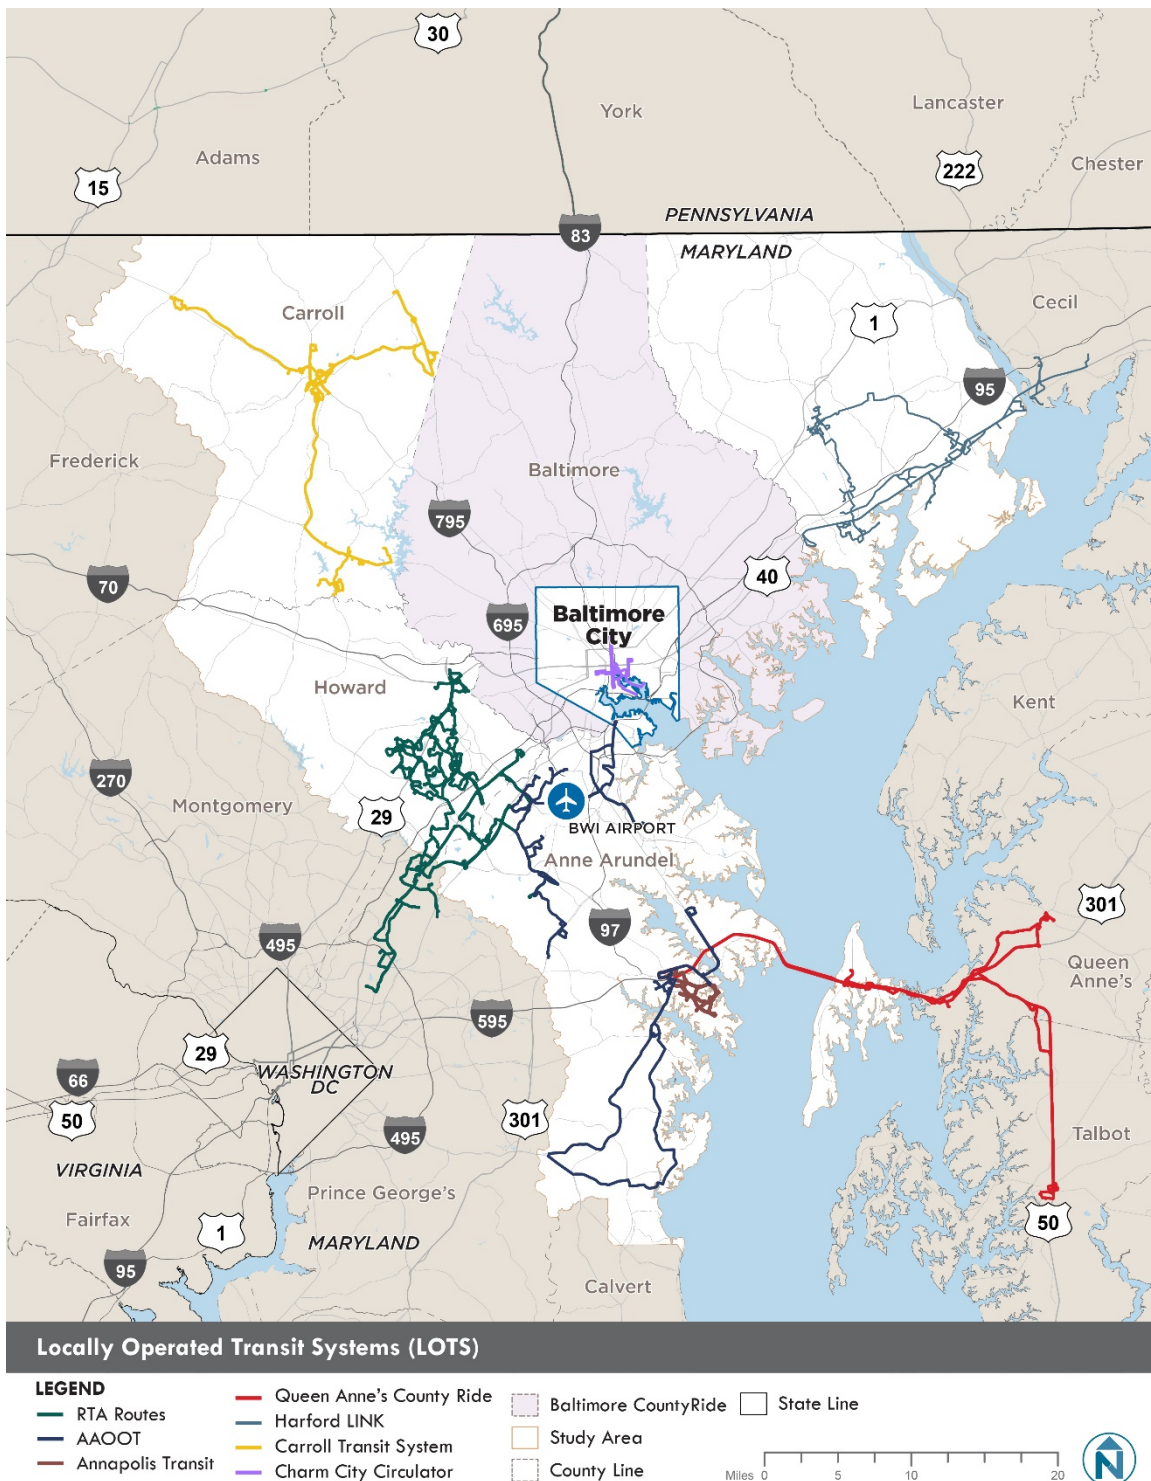 30
York
Lancaster
Adams
222
Chester
15
PENNSYLVANIA
83
MARYLAND
Cecil
Carroll
1
95
Frederick
Baltimore
795
40
70
695
Baltimore
City
Howard
Kent
270
Montgomery
29
BWI AIRPORT
Anne Arundel
301
97
495
Queen
Anne's
595
29
WASHINGTON
DC
66
50
301
495
Talbot
VIRGINIA
Prince George's
Fairfax
1
50
MARYLAND
95
Calvert
Locally Operated Transit Systems (LOTS)
LEGEND
RTA Routes
AAOOT
Annapolis Transit
Queen Anne's County Ride
Harford LINK
Carroll Transit System
Charm City Circulator
Baltimore CountyRide
Study Area
County Line
State Line
Miles 0 5 10 20
N